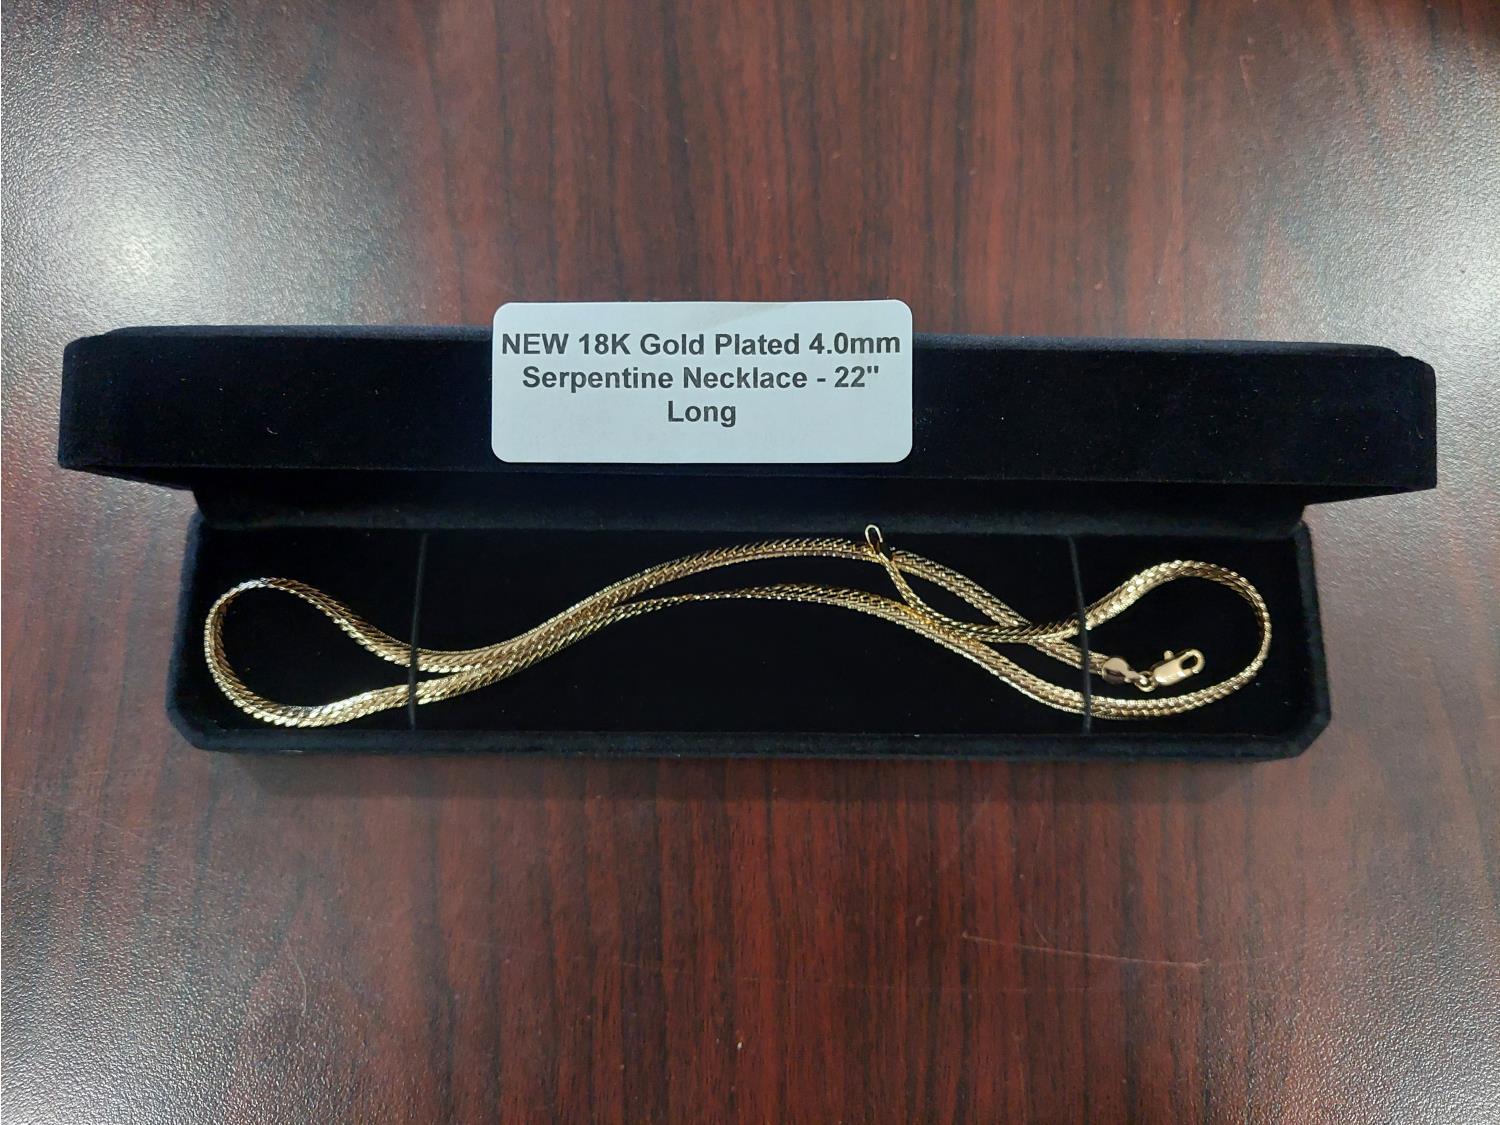 NEW 18K Gold Plated 4.0mm
Serpentine Necklace - 22"
Long